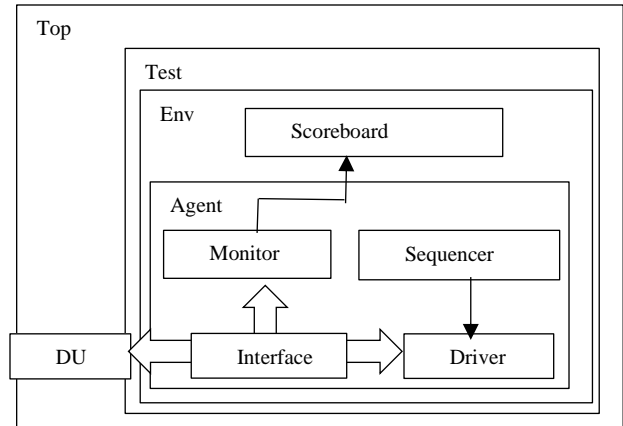 Top
Test
Env
Scoreboard
Agent
Monitor
Sequencer
DU
Interface
Driver